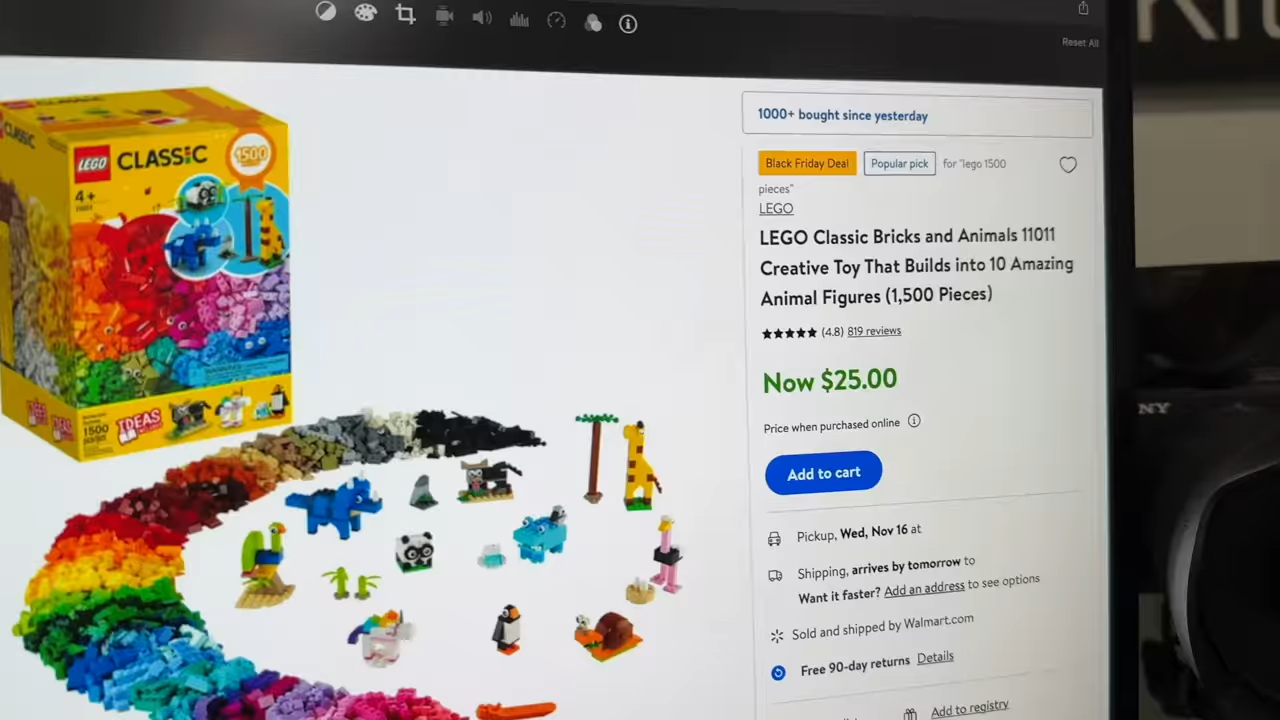 Reset All
1000+ bought since yesterday
Black Friday Deal
Popular pick
for "lego 1500
pieces"
LEGO
LEGO Classic Bricks and Animals 11011
Creative Toy That Builds into 10 Amazing
Animal Figures (1,500 Pieces)
(4.8) 819 reviews
Now $25.00
Price when purchased online
Add to cart
Pickup, Wed, Nov 16 at
Shipping, arrives by tomorrow to
Want it faster? Add an address to see options
Sold and shipped by Walmart.com
Free 90-day returns Details
Add to registry
CLASSIC
LEGO CLASSIC
1500
4+
IDEAS
1500
NY